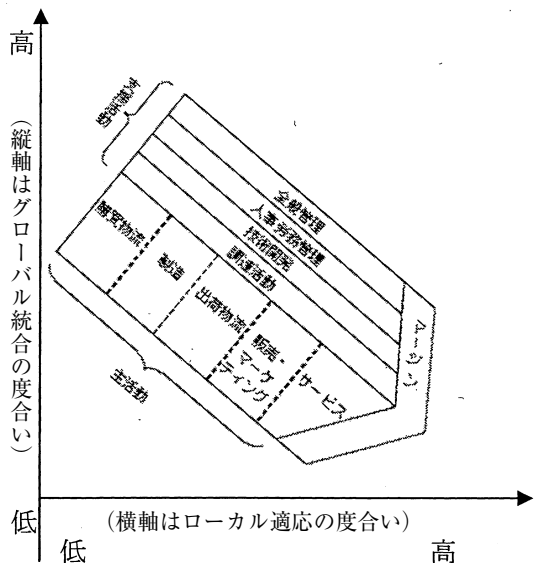 高
（縦軸はグローバル統合の度合い）
低
支援活動
全般管理
人事労務管理
技術開発
調達活動
購買物流
製造
出荷物流
販売・
マーケ
ティング
サービス
マージン
主活動
（横軸はローカル適応の度合い）
低
高